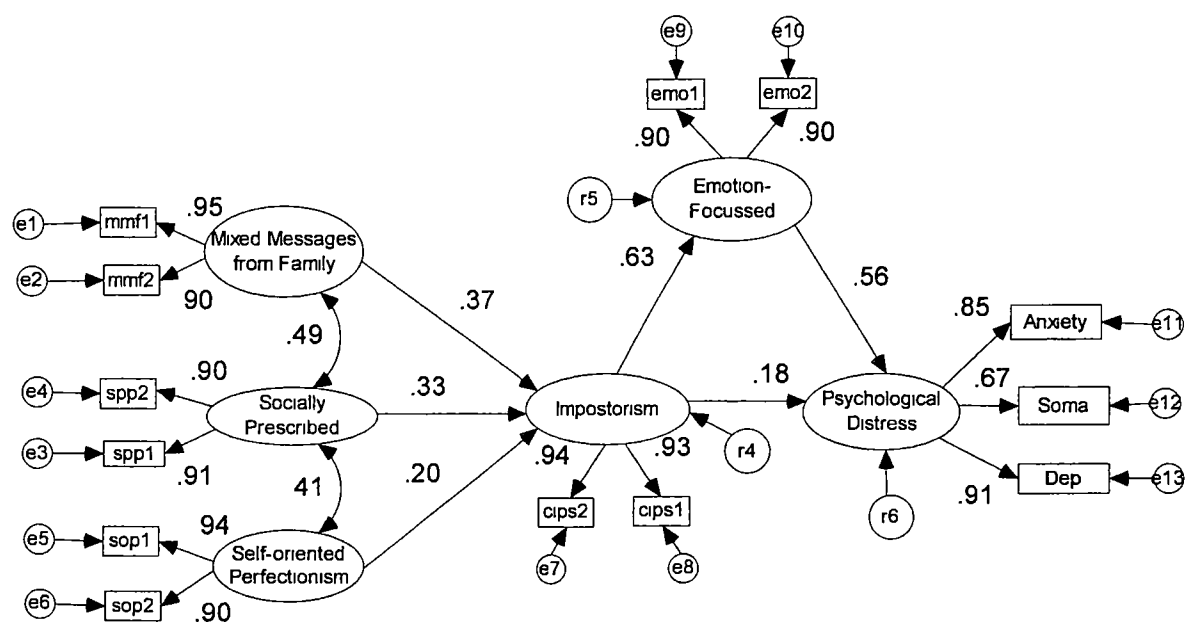 e9
e10
emo1
emo2
.90
.90
r5
Emotion-
Focussed
.95
e1
mmf1
Mixed Messages
from Family
e2
mmf2
90
.63
.56
.37
.49
.85
Anxiety
e11
.90
e4
spp2
Socially
Prescribed
.33
Impostorism
.18
Psychological
Distress
.67
Soma
e12
e3
spp1
.91
.94
.93
r4
41
.20
Dep
e13
.91
cips2
cips1
r6
94
e5
sop1
Self-oriented
Perfectionism
e7
e8
e6
sop2
.90